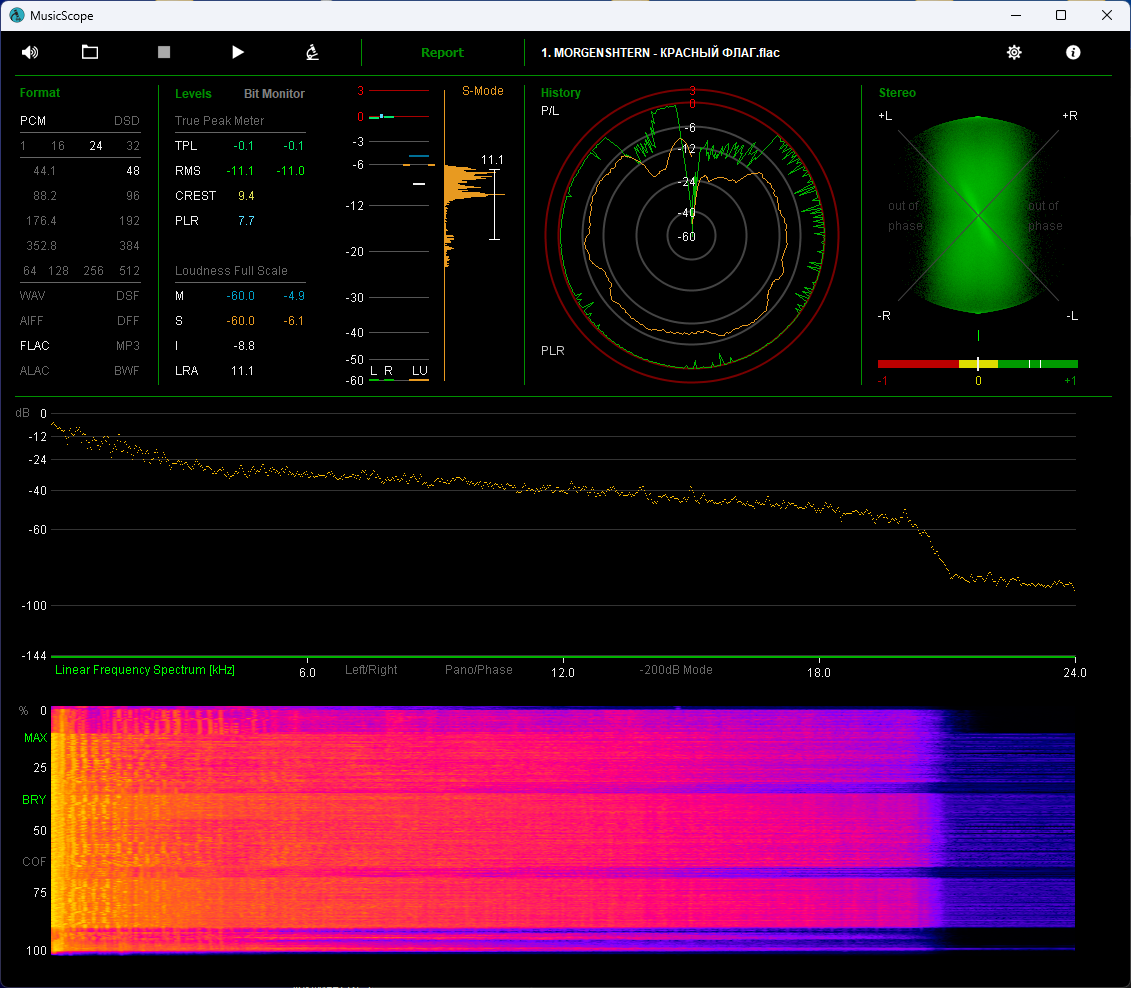 MusicScope
Report
1. MORGENSHTERN - КРАСНЫЙ ФЛАГ.flac
Format
PCM DSD
1 16 24 32
44.1 48
88.2 96
176.4 192
352.8 384
64 128 256 512
WAV DSF
AIFF DFF
FLAC MP3
ALAC BWF
Levels Bit Monitor
True Peak Meter
TPL -0.1 -0.1
RMS -11.1 -11.0
CREST 9.4
PLR 7.7
Loudness Full Scale
M -60.0 -4.9
S -60.0 -6.1
I -8.8
LRA 11.1
3
0
-3
-6
-12
-20
-30
-40
-50
-60
L R LU
S-Mode
11.1
History
P/L
3
0
-6
-12
-24
-40
-60
PLR
Stereo
+L +R
out of phase
out of phase
-R -L
-1 0 +1
dB 0
-12
-24
-40
-60
-100
-144
Linear Frequency Spectrum [kHz] 6.0 Left/Right Pano/Phase 12.0 -200dB Mode 18.0 24.0
% 0
MAX
25
BRY
50
COF
75
100